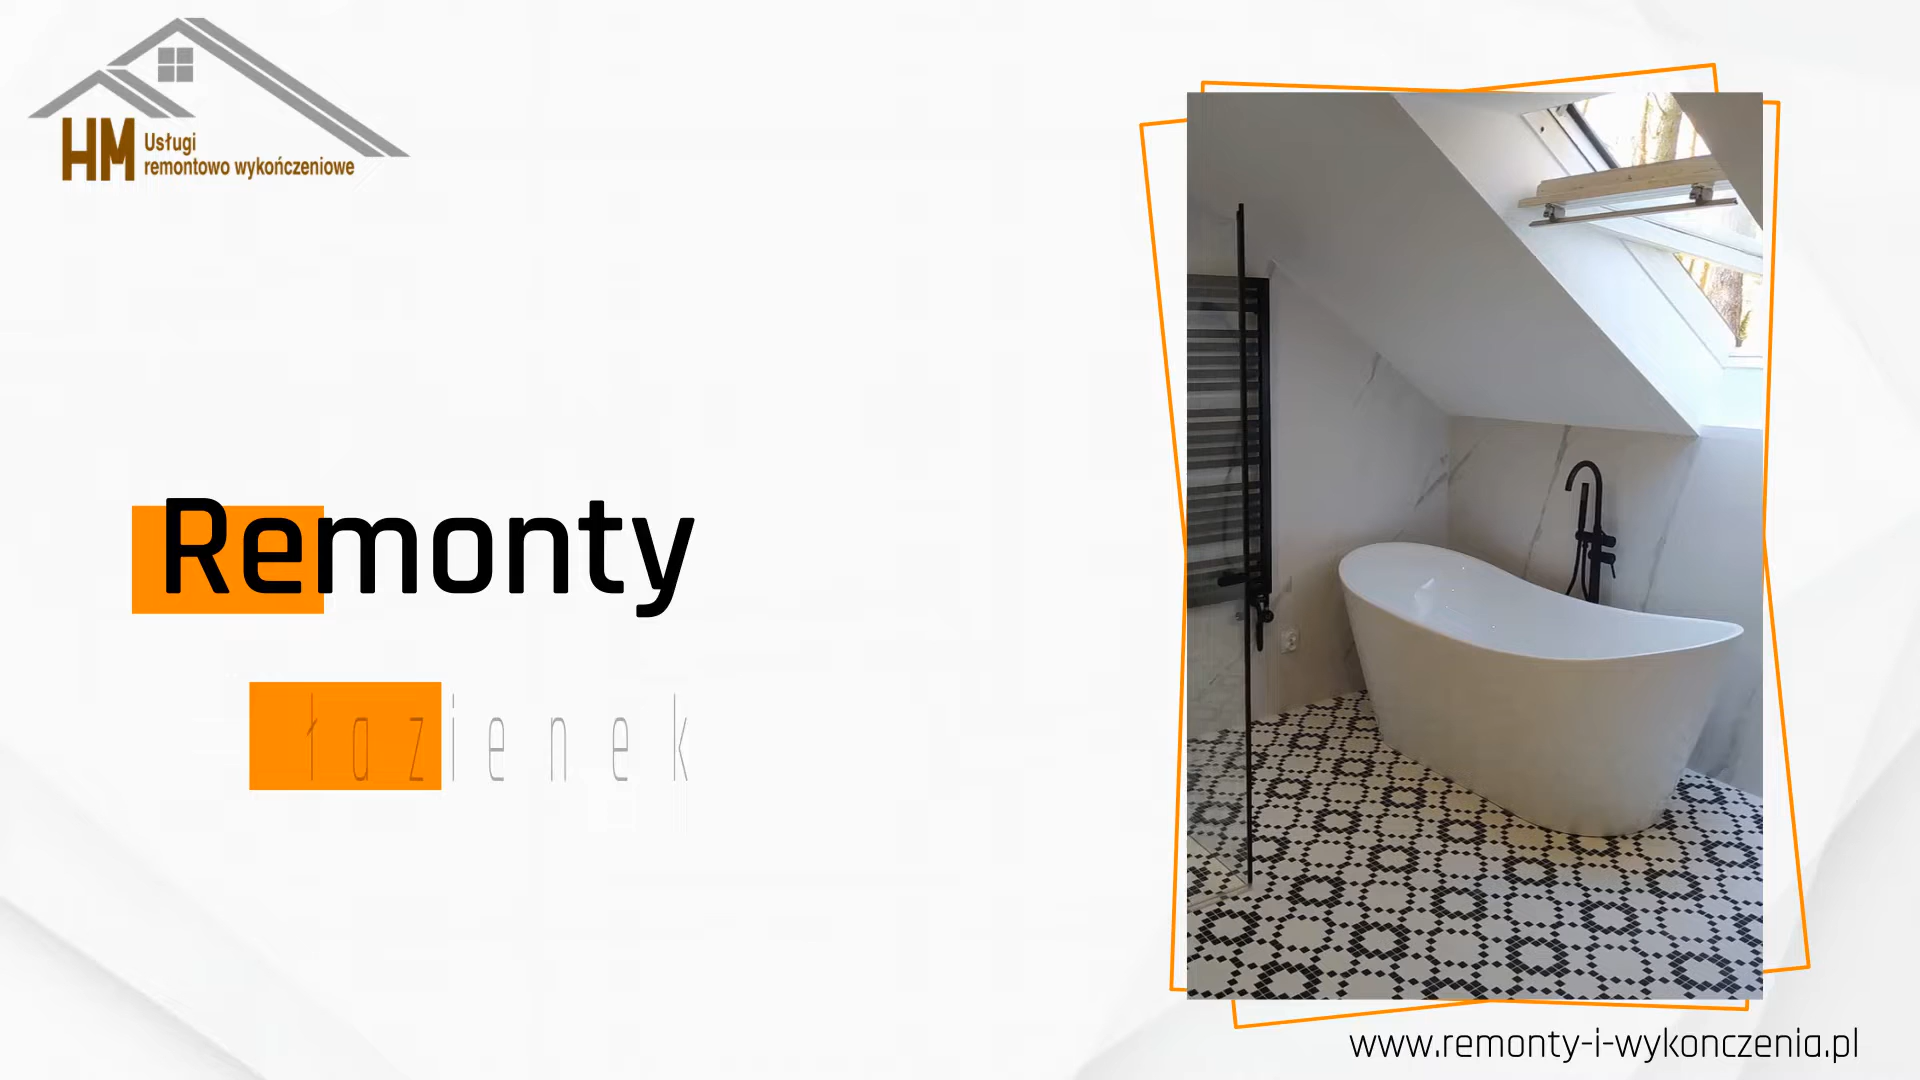 HM Usługi
remontowo wykończeniowe
Remonty
łazienek
www.remonty-i-wykonczenia.pl